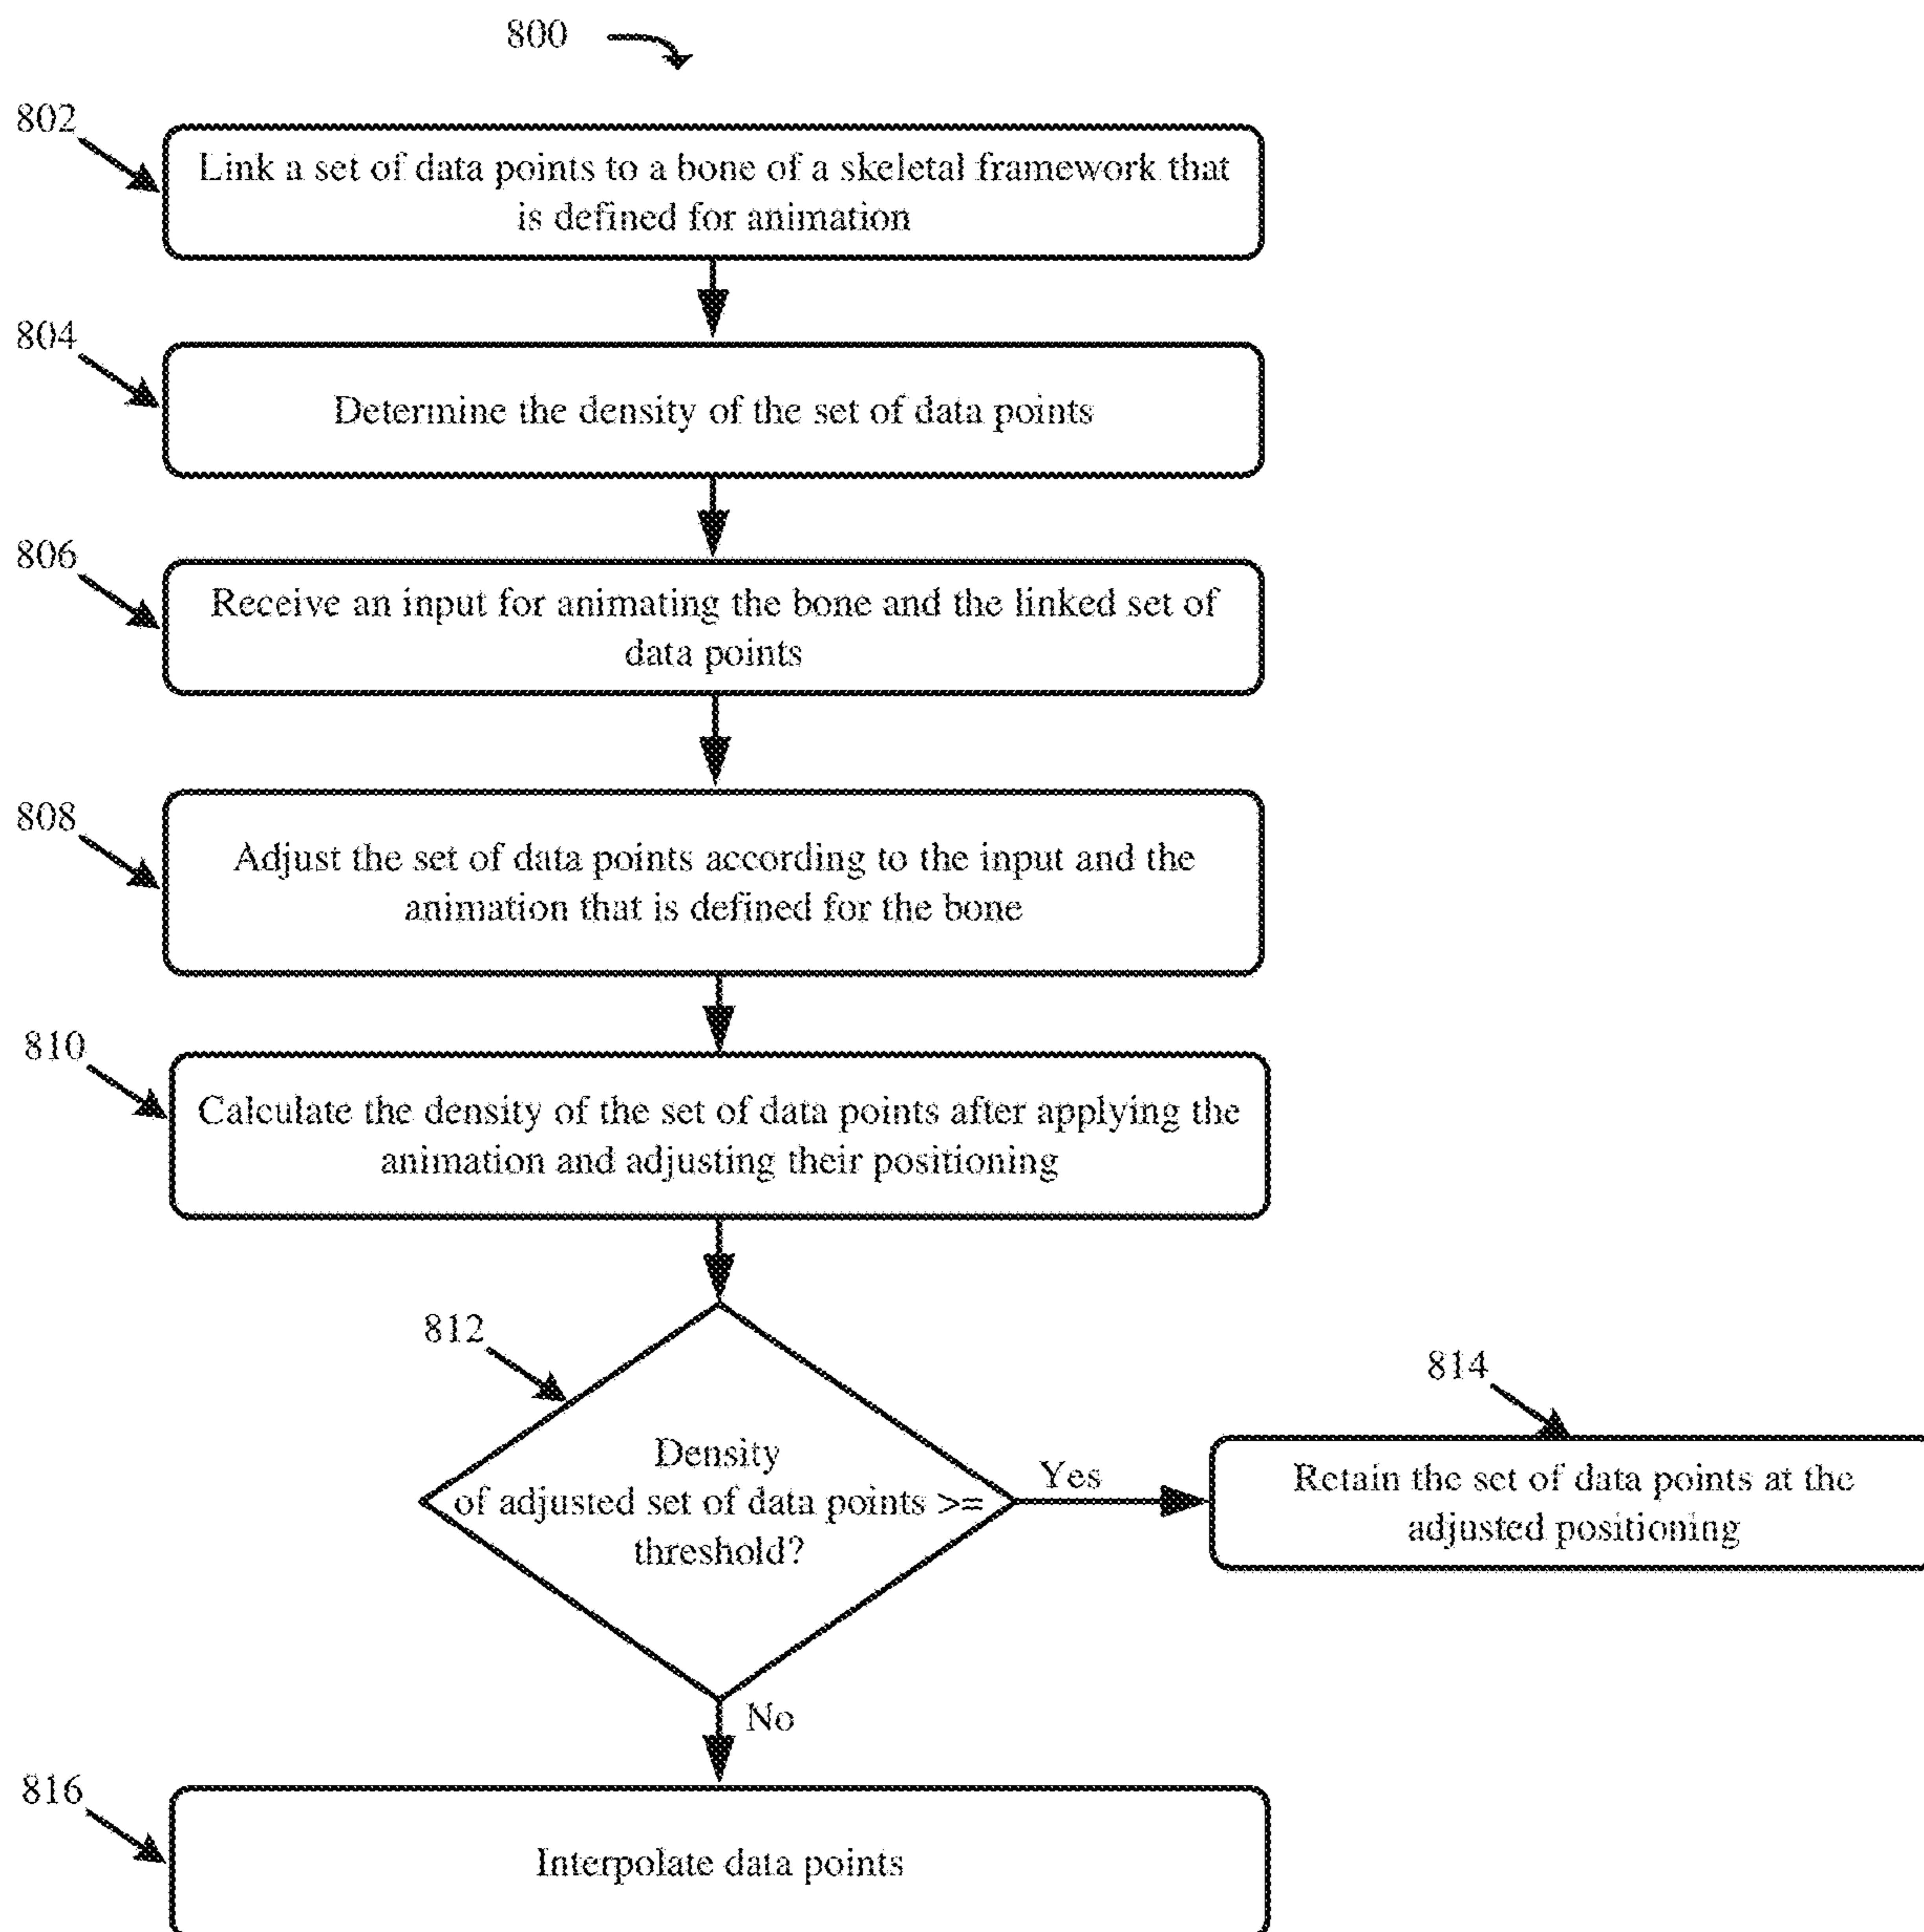 800
802
Link a set of data points to a bone of a skeletal framework that
is defined for animation
804
Determine the density of the set of data points
806
Receive an input for animating the bone and the linked set of
data points
808
Adjust the set of data points according to the input and the
animation that is defined for the bone
810
Calculate the density of the set of data points after applying the
animation and adjusting their positioning
812
Density
of adjusted set of data points >=
threshold?
Yes
814
Retain the set of data points at the
adjusted positioning
No
816
Interpolate data points